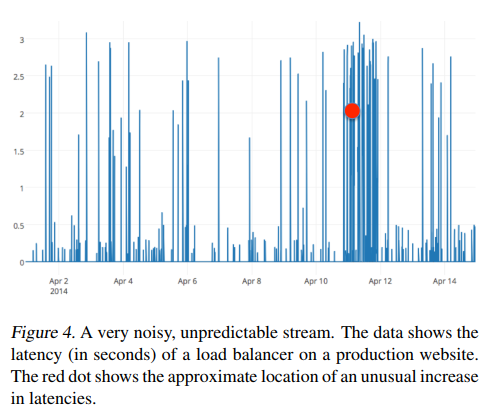 3
2.5
2
1.5
1
0.5
0
Apr 2 Apr 4 Apr 6 Apr 8 Apr 10 Apr 12 Apr 14
2014
Figure 4. A very noisy, unpredictable stream. The data shows the
latency (in seconds) of a load balancer on a production website.
The red dot shows the approximate location of an unusual increase
in latencies.